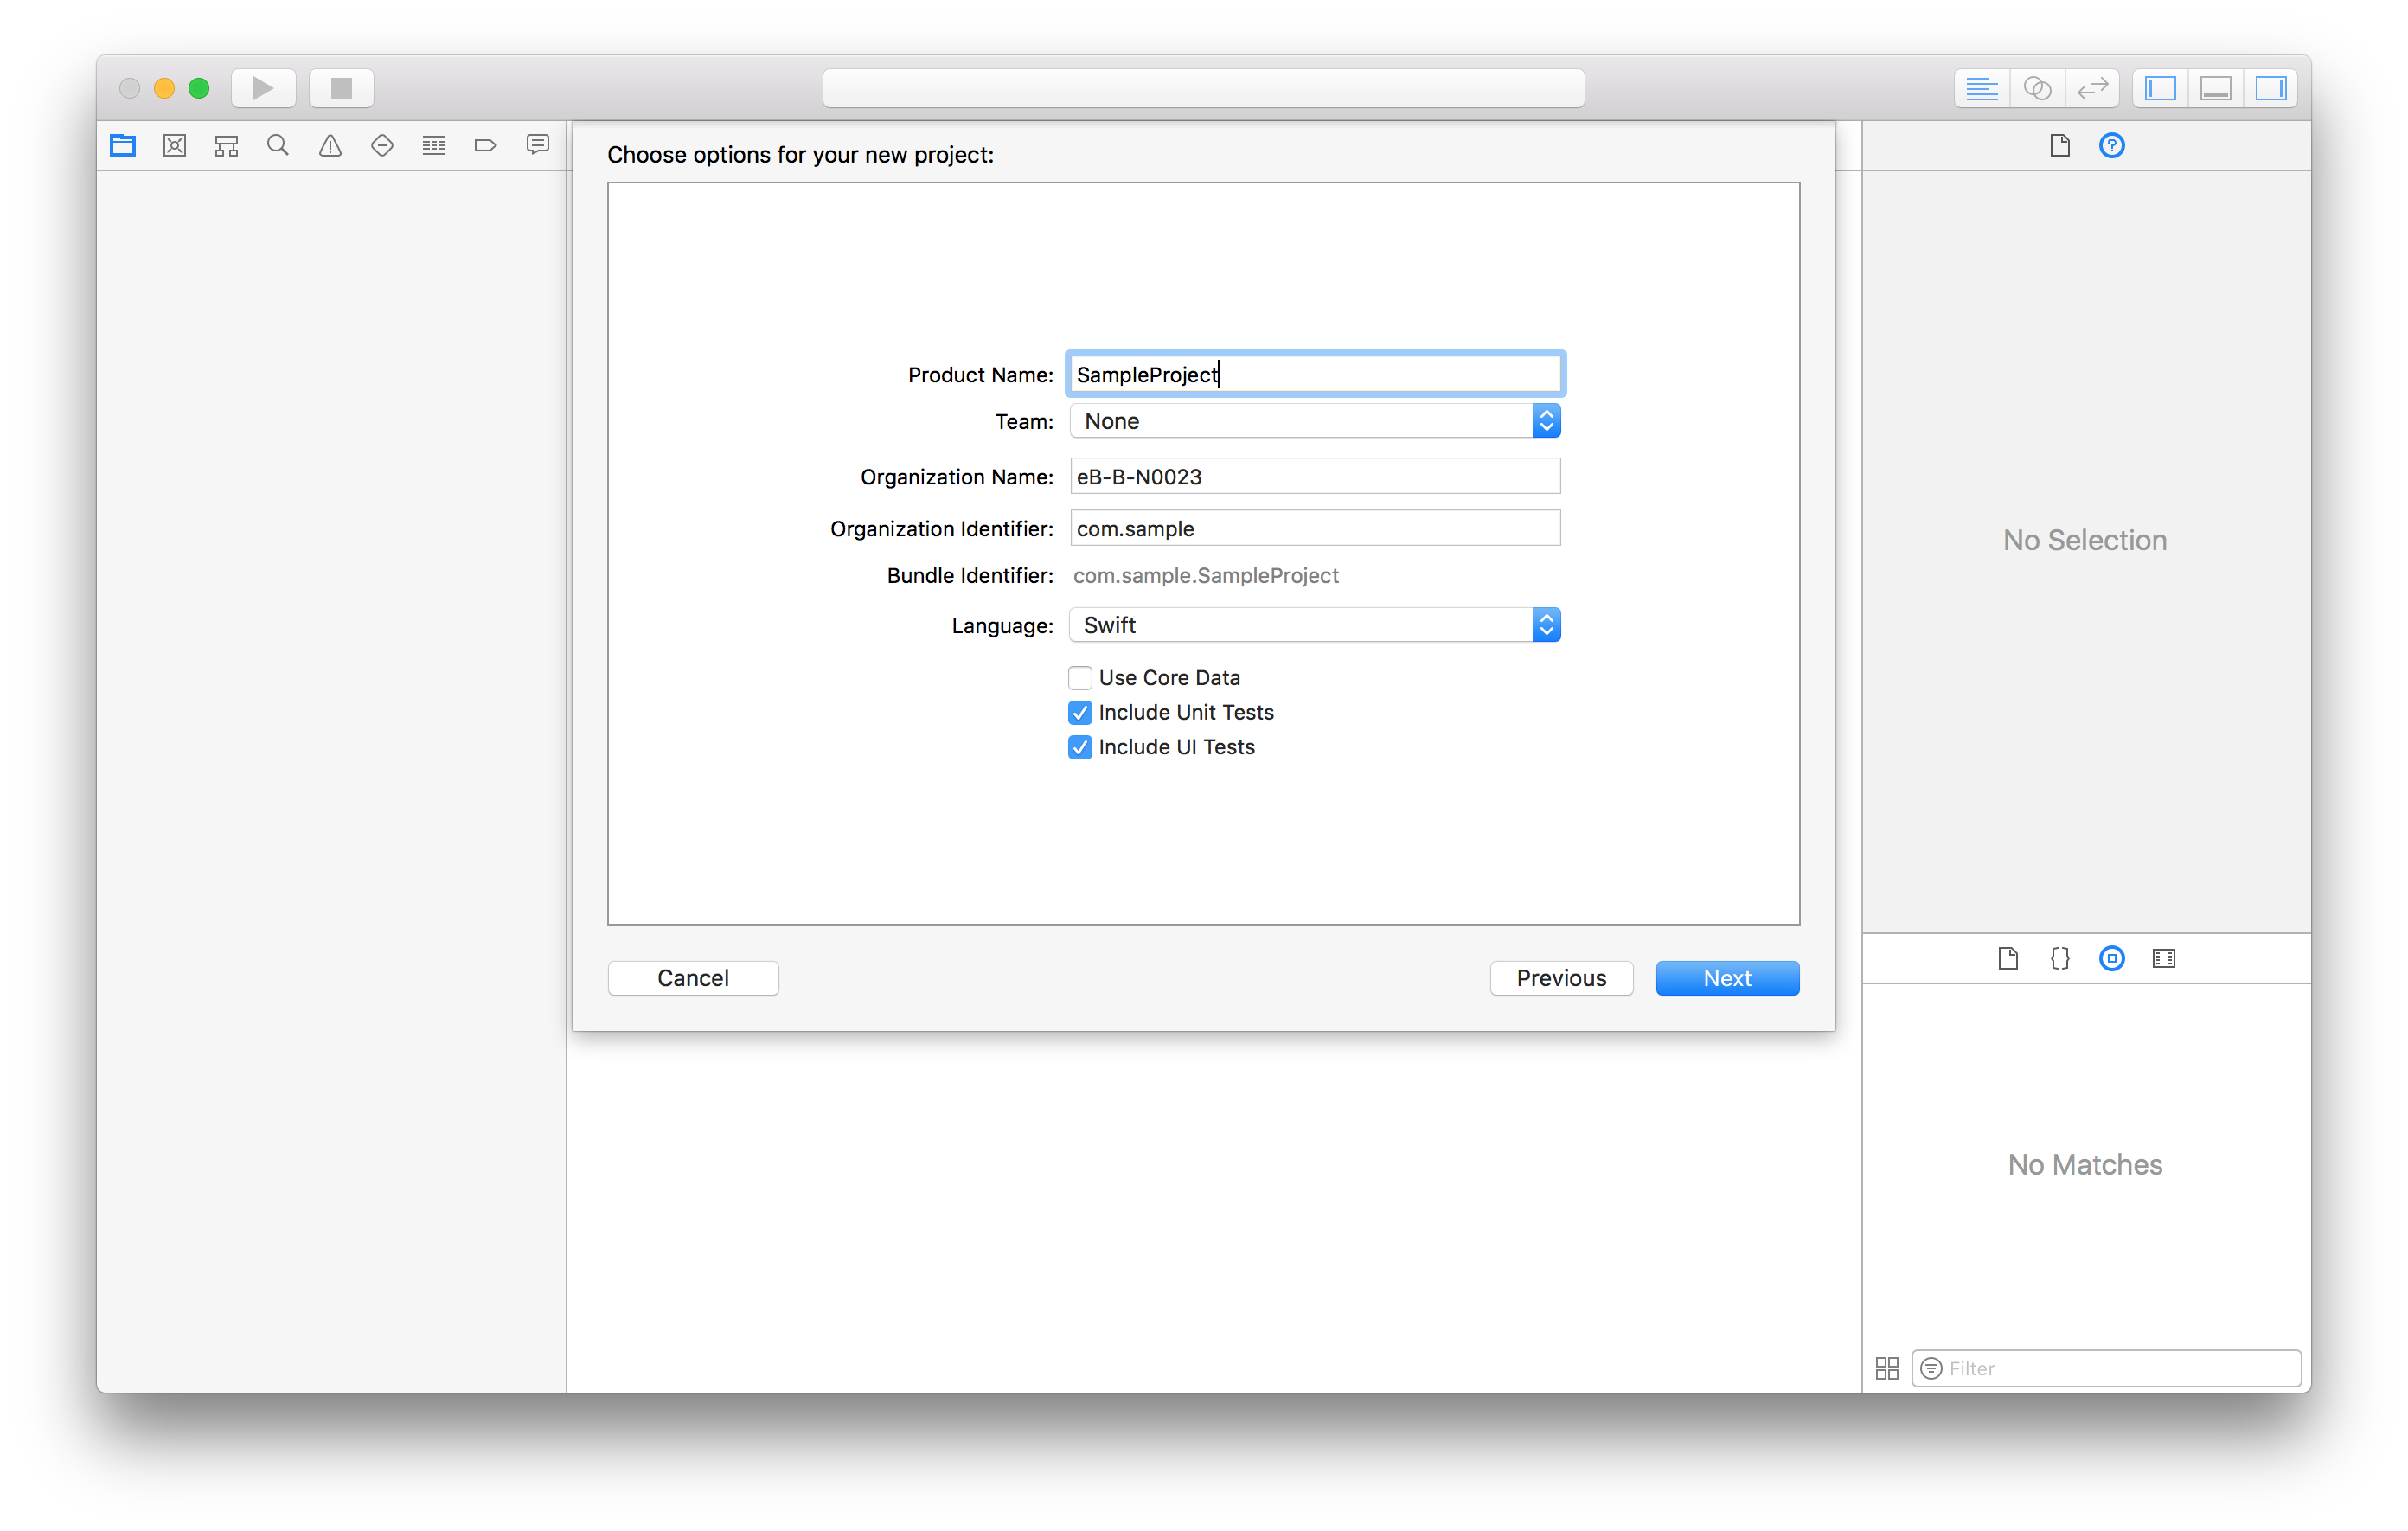 Choose options for your new project:
Product Name: SampleProject
Team: None
Organization Name: eB-B-N0023
Organization Identifier: com.sample
Bundle Identifier: com.sample.SampleProject
Language: Swift
Use Core Data
Include Unit Tests
Include UI Tests
Cancel Previous Next
No Selection
No Matches
Filter